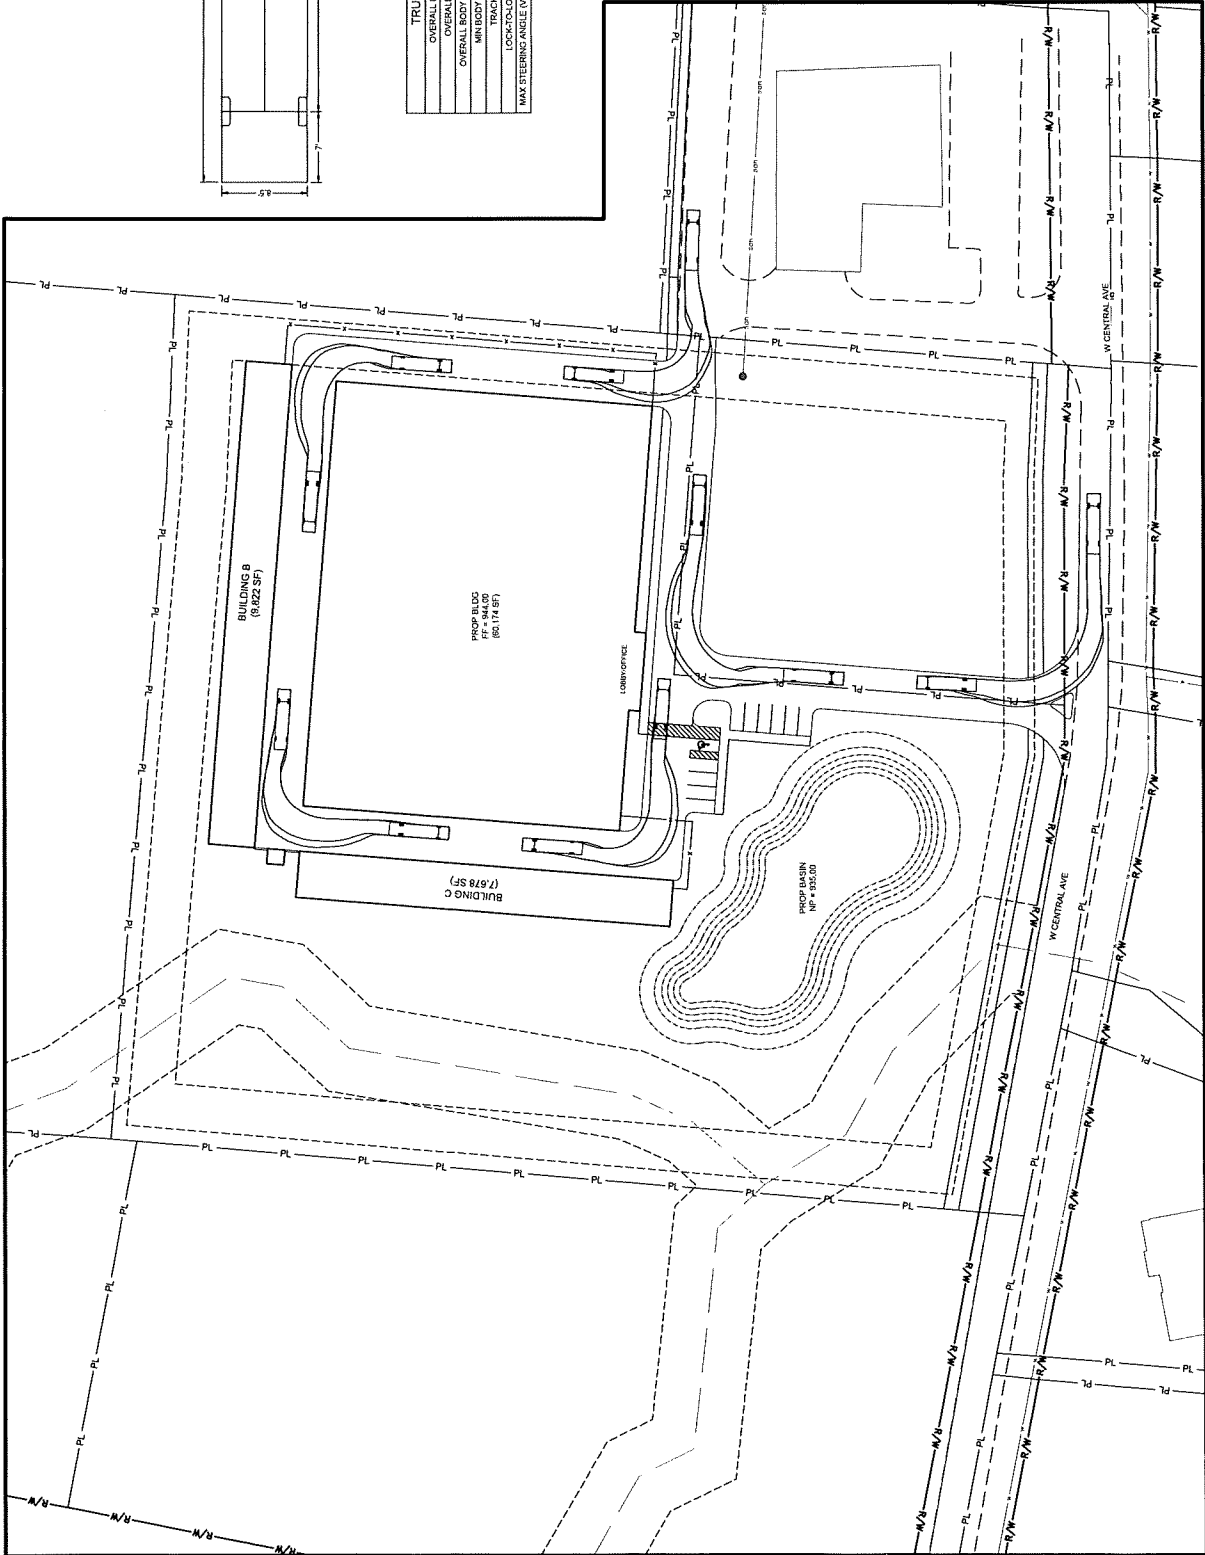 8.5'
7'
TRU
OVERALL
OVERALL
OVERALL BODY
MIN BODY
TRACK
LOCK-TO-LO
MAX STEERING ANGLE (V
BUILDING B
(9,822 SF)
PROP BLDG
FF = 944.00
(60,174 SF)
LOBBY/OFFICE
BUILDING C
(7,678 SF)
PROP BASIN
NP = 935.00
W CENTRAL AVE
W CENTRAL AVE
PL
R/W
san